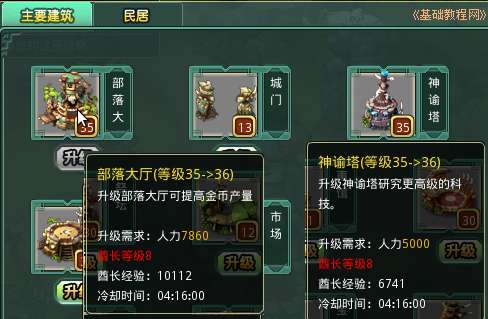 主要建筑 民居 《基础教程网》
部落大
35
城门
13
神谕塔
35
升级
部落大厅(等级35->36)
升级部落大厅可提高金币产量
升级需求：人力7860
酋长等级8
酋长经验：10112
冷却时间：04:16:00
神谕塔(等级35->36)
升级神谕塔研究更高级的科
技。
升级需求：人力5000
酋长等级8
酋长经验：6741
冷却时间：04:16:00
市场
12
30
升级
升级
升级